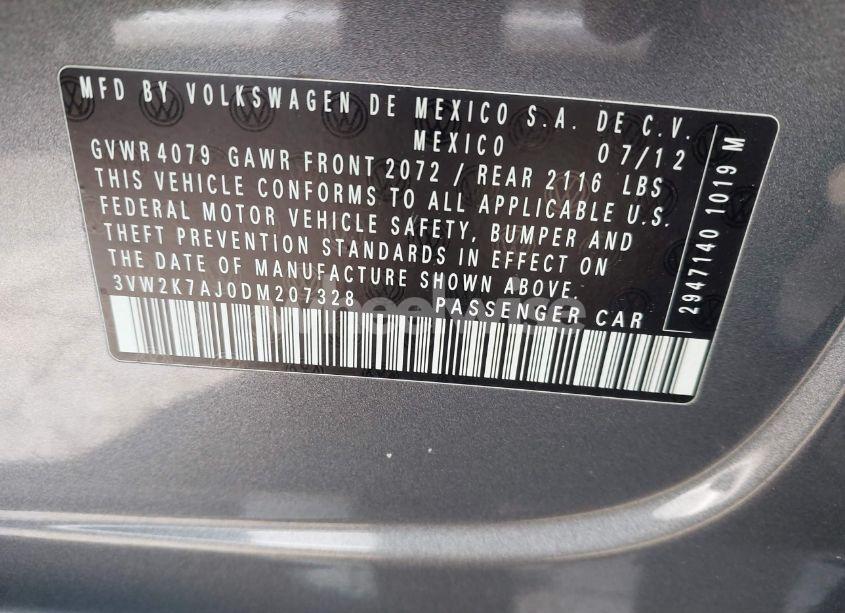 MFD BY VOLKSWAGEN DE MEXICO S.A. DE C.V.
MEXICO 07/12
GVWR 4079 GAWR FRONT 2072 / REAR 2116 LBS
THIS VEHICLE CONFORMS TO ALL APPLICABLE U.S.
FEDERAL MOTOR VEHICLE SAFETY, BUMPER AND
THEFT PREVENTION STANDARDS IN EFFECT ON
THE DATE OF MANUFACTURE SHOWN ABOVE.
3VW2K7AJ0DM207328 PASSENGER CAR
2947140 1019 M